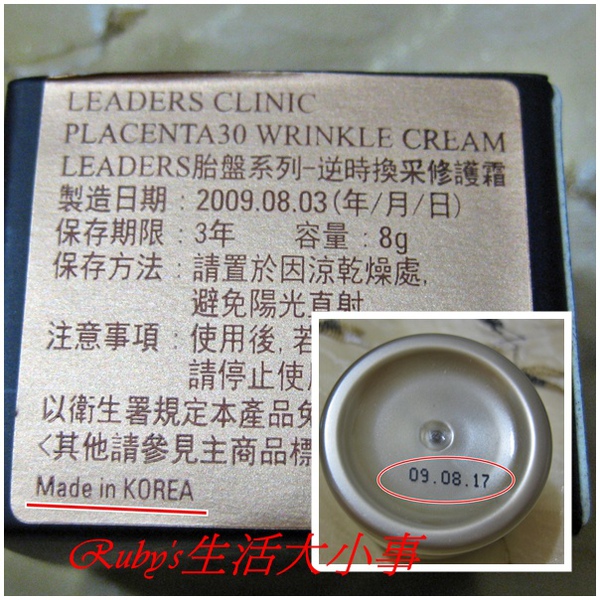 LEADERS CLINIC
PLACENTA30 WRINKLE CREAM
LEADERS胎盤系列-逆時換采修護霜
製造日期：2009.08.03(年/月/日)
保存期限：3年 容量：8g
保存方法：請置於因涼乾燥處,
避免陽光直射
注意事項：使用後,若
請停止使
以衛生署規定本產品免
<其他請參見主商品標
Made in KOREA
09.08.17
Ruby's生活大小事